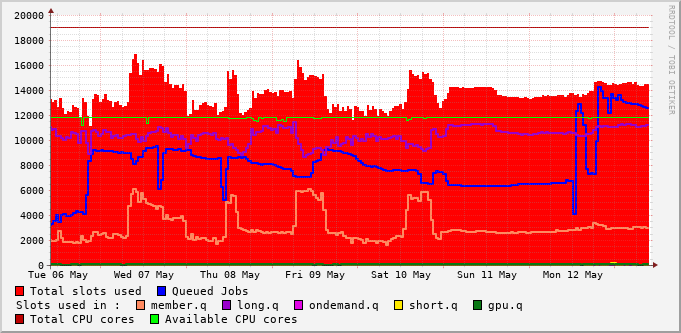 20000
18000
16000
14000
12000
10000
8000
6000
4000
2000
0
Tue 06 May Wed 07 May Thu 08 May Fri 09 May Sat 10 May Sun 11 May Mon 12 May
RRDTOOL / TOBI OETIKER
Total slots used Queued Jobs
Slots used in : member.q long.q ondemand.q short.q gpu.q
Total CPU cores Available CPU cores